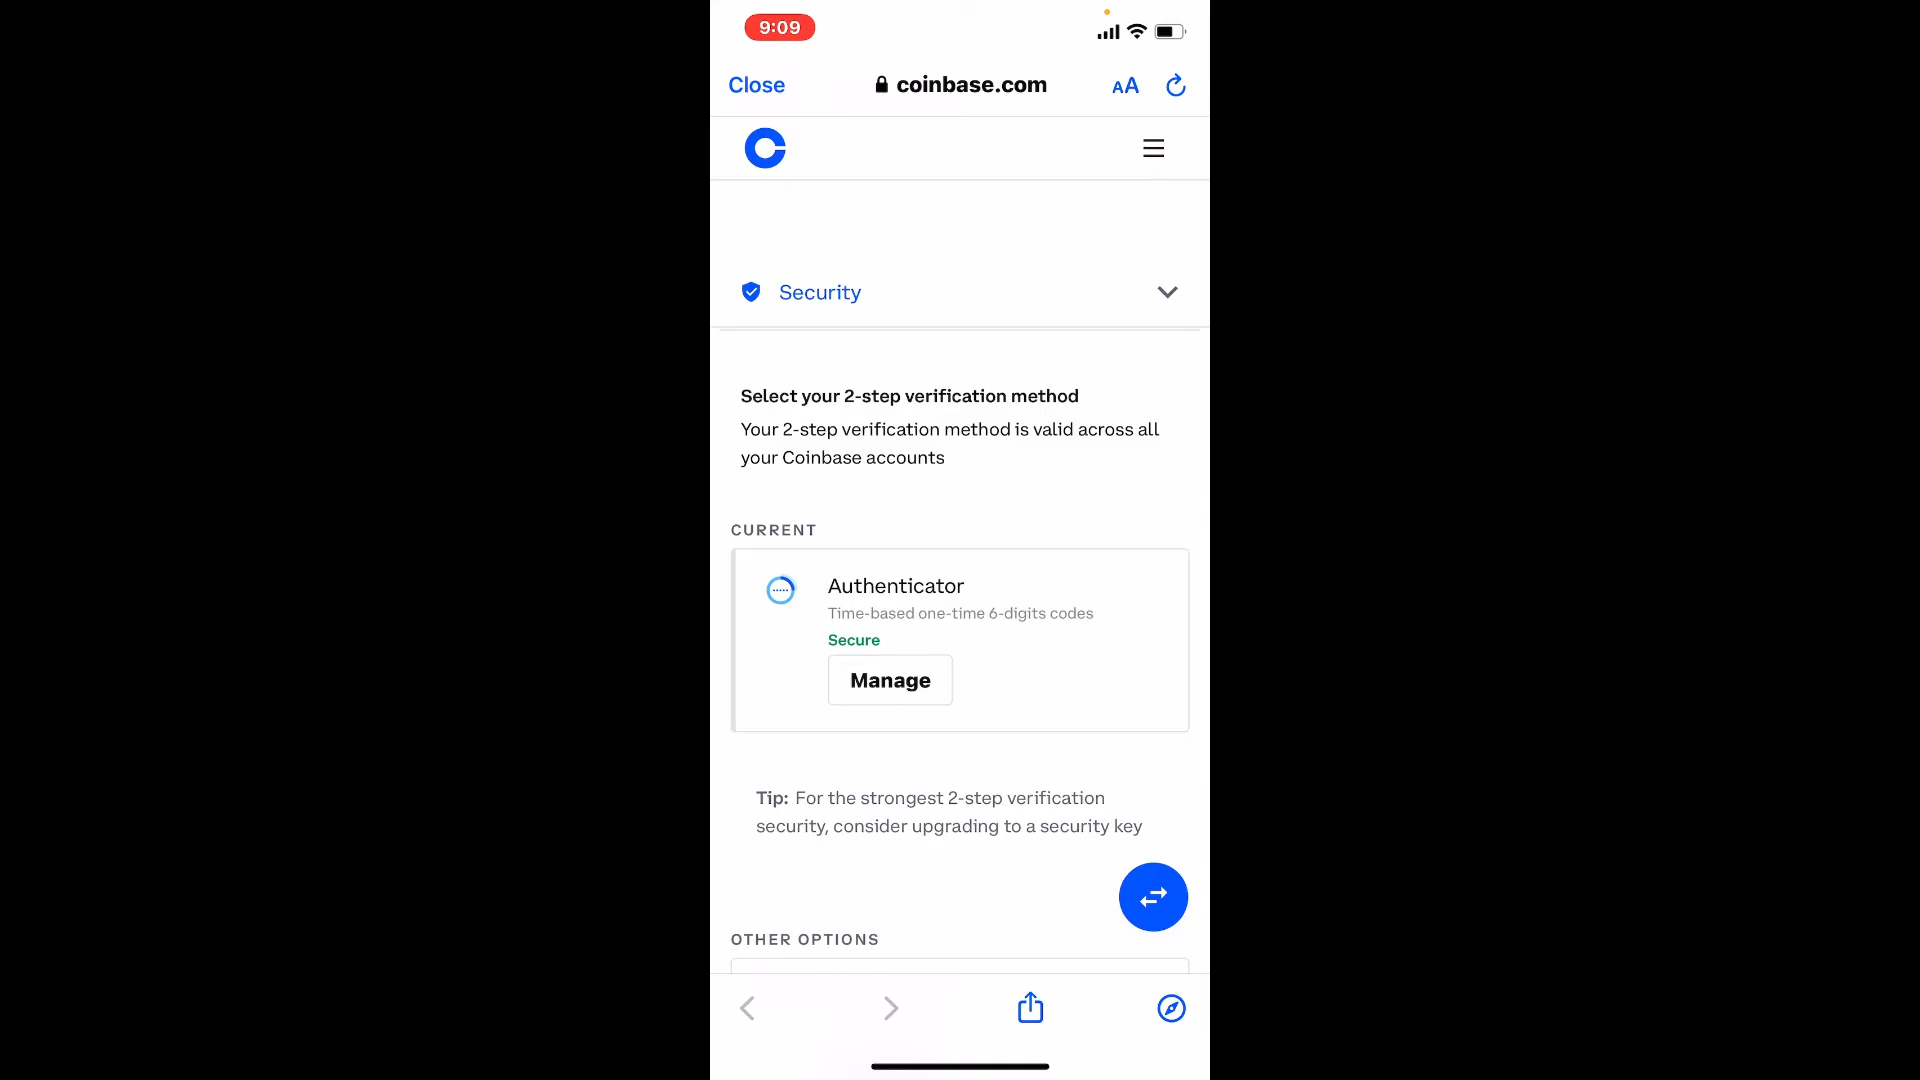 9:09
Close
coinbase.com
AA
Security
Select your 2-step verification method
Your 2-step verification method is valid across all
your Coinbase accounts
CURRENT
Authenticator
Time-based one-time 6-digits codes
Secure
Manage
Tip: For the strongest 2-step verification
security, consider upgrading to a security key
OTHER OPTIONS